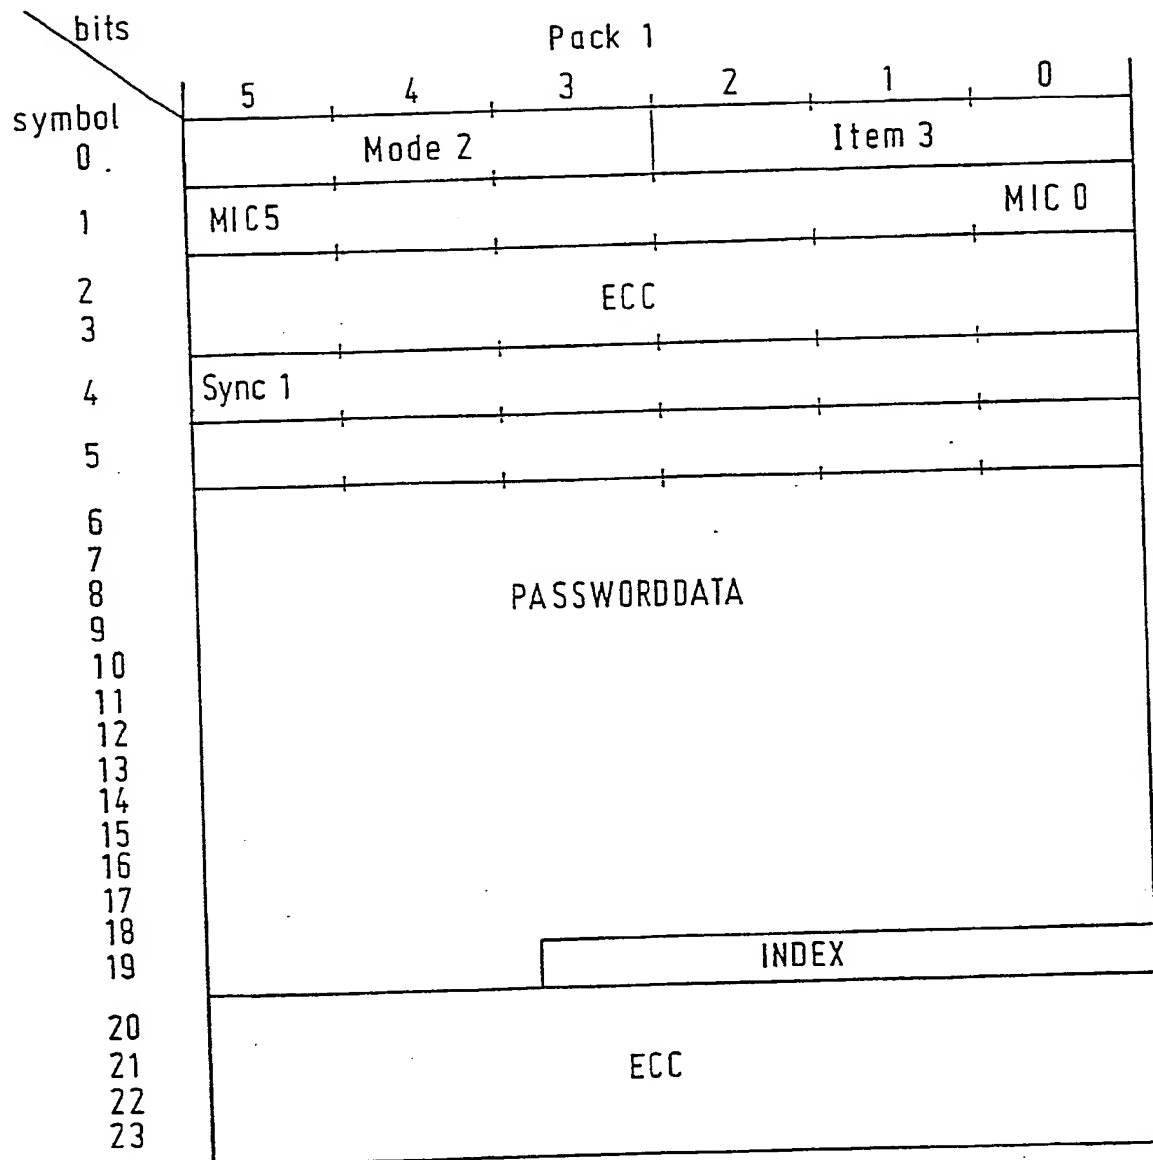 bits
Pack 1
5 4 3 2 1 0
symbol
0 Mode 2 Item 3
1 MIC5 MIC 0
2
ECC
3
4 Sync 1
5
6
7
8 PASSWORDDATA
9
10
11
12
13
14
15
16
17
18
19 INDEX
20
21 ECC
22
23